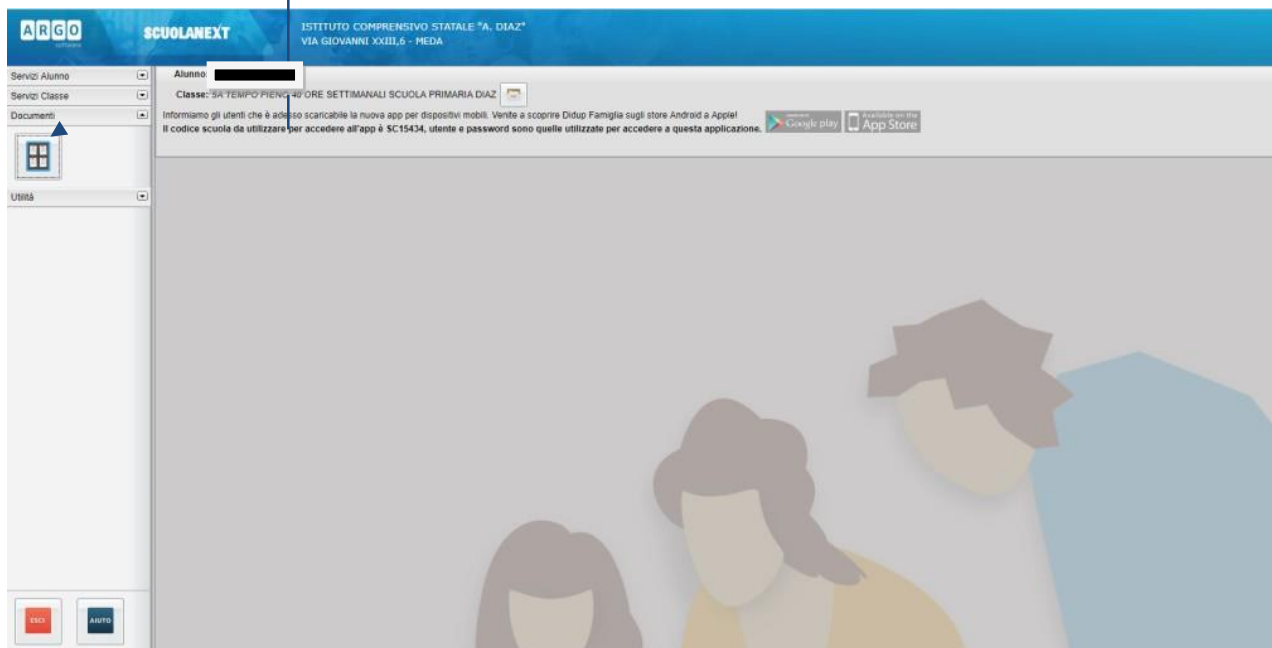 ARGO
software
SCUOLANEXT
ISTITUTO COMPRENSIVO STATALE "A. DIAZ"
VIA GIOVANNI XXIII,6 - MEDA
Servizi Alunno
Servizi Classe
Documenti
Utilità
Alunno:
Classe: 5A TEMPO PIENO 40 ORE SETTIMANALI SCUOLA PRIMARIA DIAZ
Informiamo gli utenti che è adesso scaricabile la nuova app per dispositivi mobili. Venite a scoprire Didup Famiglia sugli store Android a Apple!
Il codice scuola da utilizzare per accedere all'app è SC15434, utente e password sono quelle utilizzate per accedere a questa applicazione.
Google play
Available on the
App Store
ESCI
AIUTO